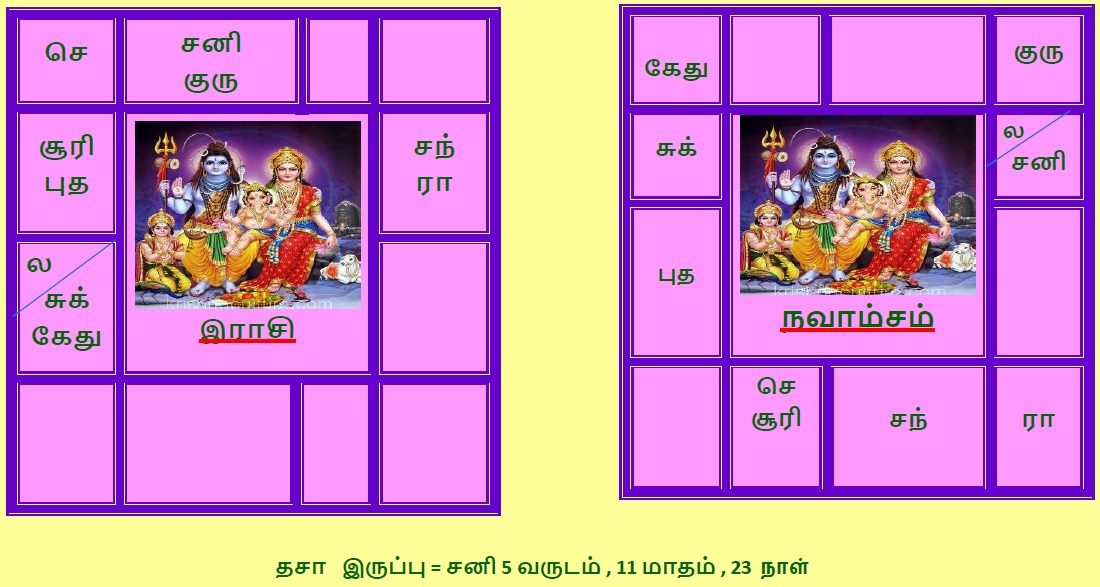 செ
சனி
குரு
சூரி
புத
சந்
ரா
ல
சுக்
கேது
இராசி
கேது
குரு
சுக்
ல
சனி
புத
நவாம்சம்
செ
சூரி
சந்
ரா
தசா இருப்பு = சனி 5 வருடம் , 11 மாதம் , 23 நாள்